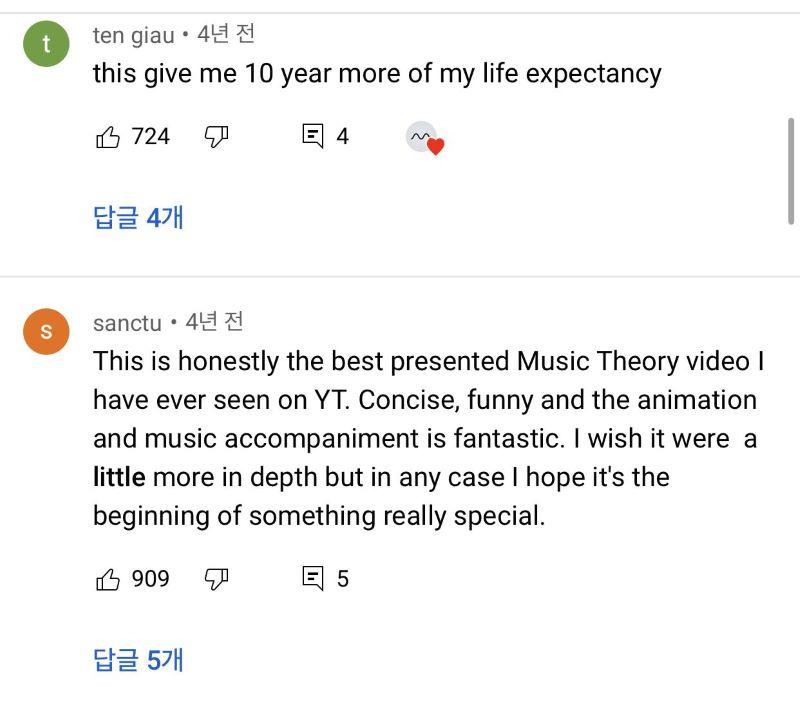 t
ten giau • 4년 전
this give me 10 year more of my life expectancy
724 4
답글 4개
s
sanctu • 4년 전
This is honestly the best presented Music Theory video I
have ever seen on YT. Concise, funny and the animation
and music accompaniment is fantastic. I wish it were  a
little more in depth but in any case I hope it's the
beginning of something really special.
909 5
답글 5개